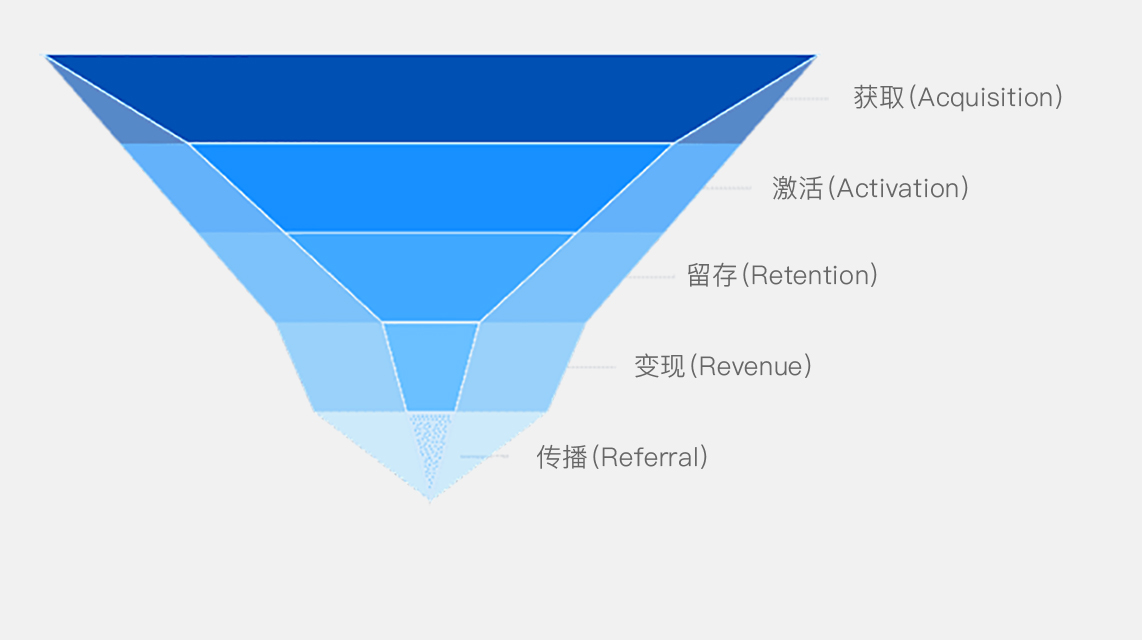 获取(Acquisition)
激活(Activation)
留存(Retention)
变现(Revenue)
传播(Referral)